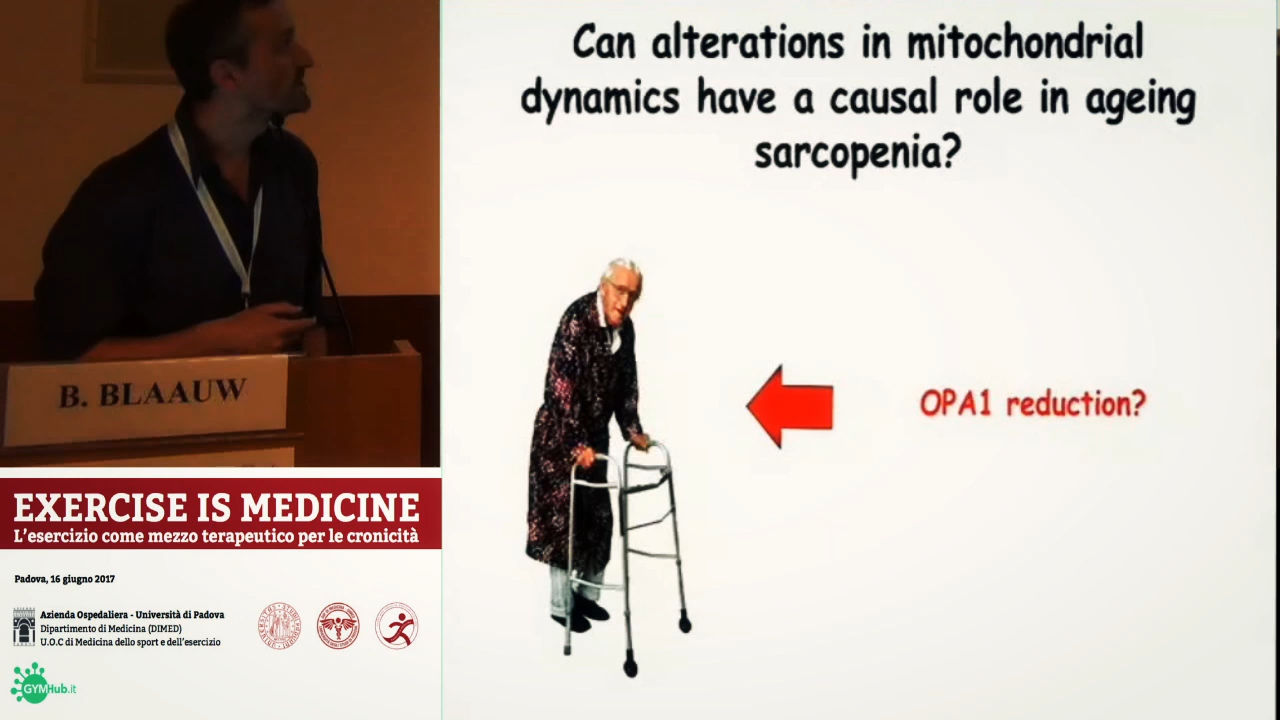 Can alterations in mitochondrial
dynamics have a causal role in ageing
sarcopenia?
OPA1 reduction?
B. BLAAUW
EXERCISE IS MEDICINE
L'esercizio come mezzo terapeutico per le cronicità
Padova, 16 giugno 2017
Azienda Ospedaliera - Università di Padova
Dipartimento di Medicina (DIMED)
U.O.C di Medicina dello sport e dell'esercizio
GYMHub.it